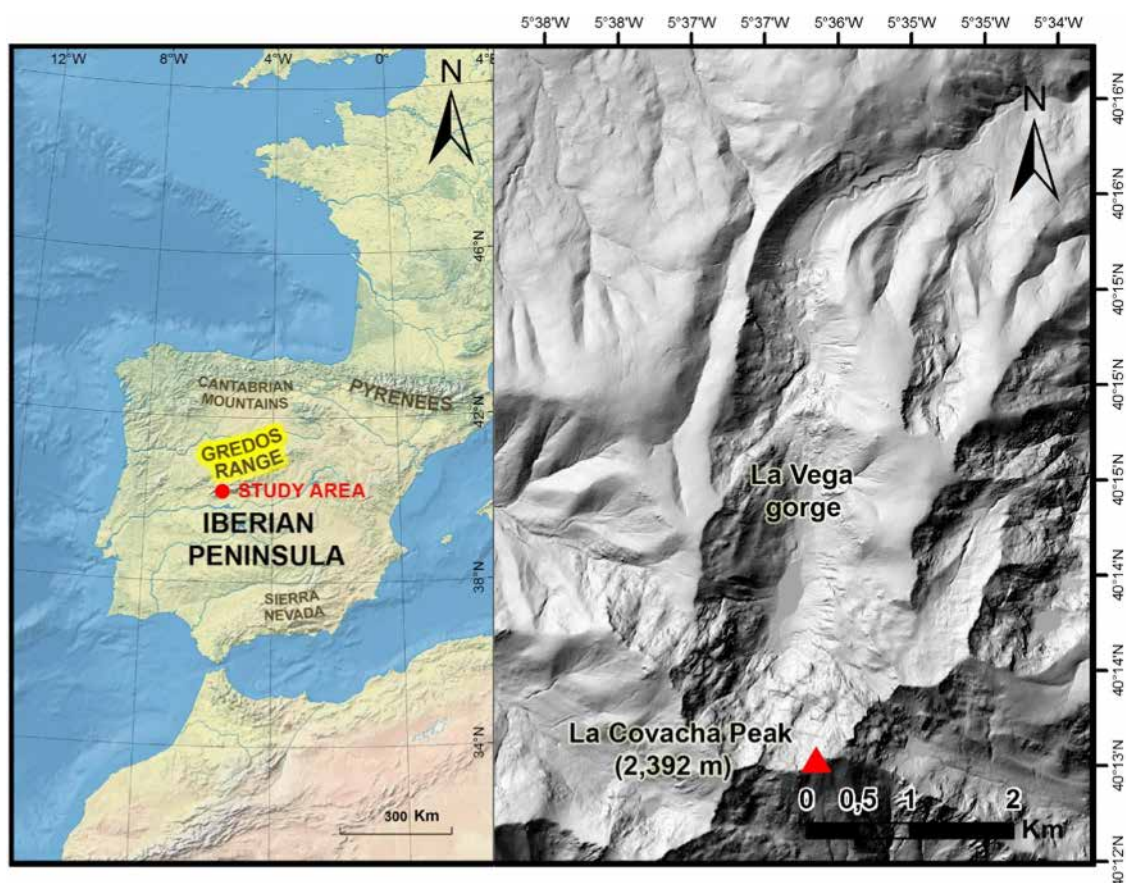 5°38'W 5°38'W 5°37'W 5°37'W 5°36'W 5°35'W 5°35'W 5°34'W
12°W 8°W 4°W 0° 4°E
N
46°N
CANTABRIAN
MOUNTAINS
PYRENEES
42°N
GREDOS
RANGE
STUDY AREA
IBERIAN
PENINSULA
38°N
SIERRA
NEVADA
34°N
300 Km
N
40°16'N
40°16'N
40°15'N
40°15'N
40°15'N
40°14'N
40°14'N
40°13'N
40°12'N
La Vega
gorge
La Covacha Peak
(2,392 m)
0 0,5 1 2
Km